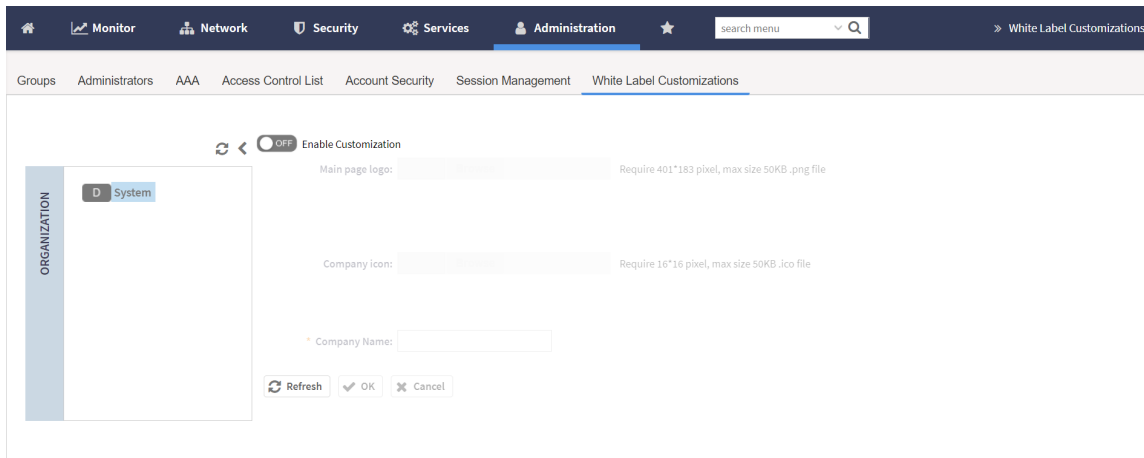 Monitor Network Security Services Administration search menu » White Label Customizations
Groups Administrators AAA Access Control List Account Security Session Management White Label Customizations
OFF Enable Customization
Main page logo: Require 401*183 pixel, max size 50KB .png file
ORGANIZATION
D System
Company icon: Require 16*16 pixel, max size 50KB .ico file
* Company Name:
Refresh OK Cancel